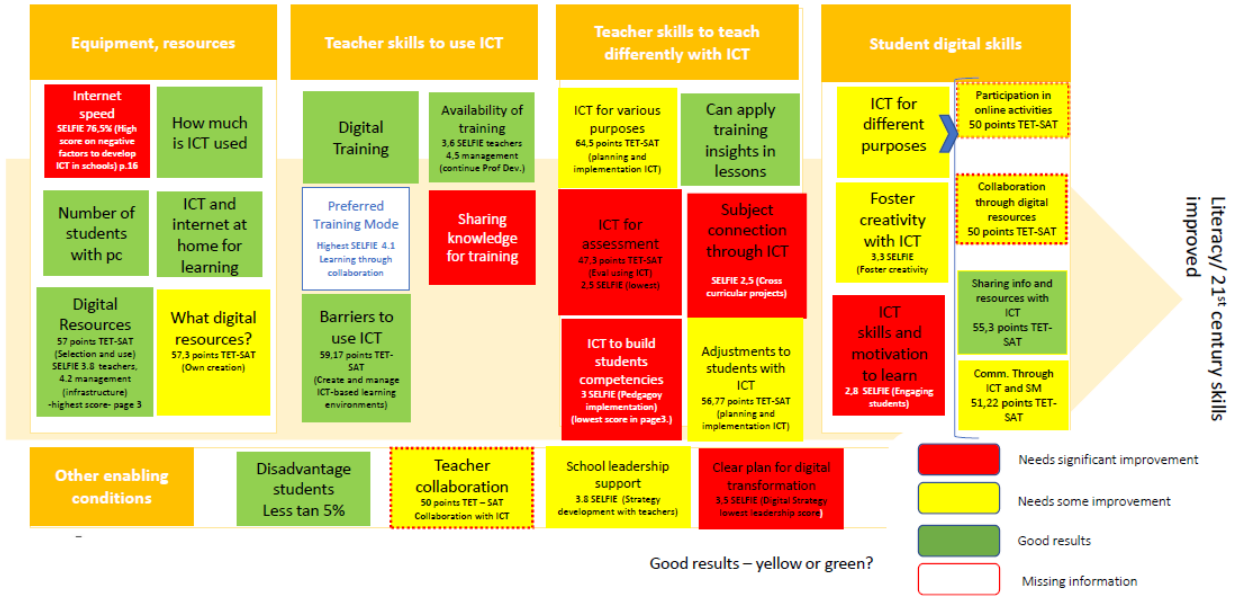 Equipment, resources
Internet
speed
SELFIE 76,5% (High
score on negative
factors to develop
ICT in schools) p.16
How much
is ICT used
Number of
students
with pc
ICT and
internet at
home for
learning
Digital
Resources
57 points TET-SAT
(Selection and use)
SELFIE 3.8 teachers,
4.2 management
(infrastructure)
-highest score- page 3
What digital
resources?
57,3 points TET-SAT
(Own creation)
Teacher skills to use ICT
Digital
Training
Availability of
training
3,6 SELFIE teachers
4,5 management
(continue Prof Dev.)
Preferred
Training Mode
Highest SELFIE 4.1
Learning through
collaboration
Sharing
knowledge
for training
Barriers to
use ICT
59,17 points TET-
SAT
(Create and manage
ICT-based learning
environments)
Teacher skills to teach
differently with ICT
ICT for various
purposes
64,5 points TET-SAT
(planning and
implementation ICT)
Can apply
training
insights in
lessons
ICT for
assessment
47,3 points TET-SAT
(Eval using ICT)
2,5 SELFIE (lowest)
Subject
connection
through ICT
SELFIE 2,5 (Cross
curricular projects)
ICT to build
students
competencies
3 SELFIE (Pedgagoy
implementation)
(lowest score in page3.)
Adjustments to
students with
ICT
56,77 points TET-SAT
(planning and
implementation ICT)
Student digital skills
ICT for
different
purposes
Participation in
online activities
50 points TET-SAT
Foster
creativity
with ICT
3,3 SELFIE
(Foster creativity
Collaboration
through digital
resources
50 points TET-SAT
ICT
skills and
motivation
to learn
2,8 SELFIE (Engaging
students)
Sharing info and
resources with
ICT
55,3 points TET-
SAT
Comm. Through
ICT and SM
51,22 points TET-
SAT
Literacy/ 21st century skills
improved
Other enabling
conditions
Disadvantage
students
Less tan 5%
Teacher
collaboration
50 points TET – SAT
Collaboration with ICT
School leadership
support
3.8 SELFIE (Strategy
development with teachers)
Clear plan for digital
transformation
3,5 SELFIE (Digital Strategy
lowest leadership score)
Needs significant improvement
Needs some improvement
Good results
Missing information
Good results – yellow or green?